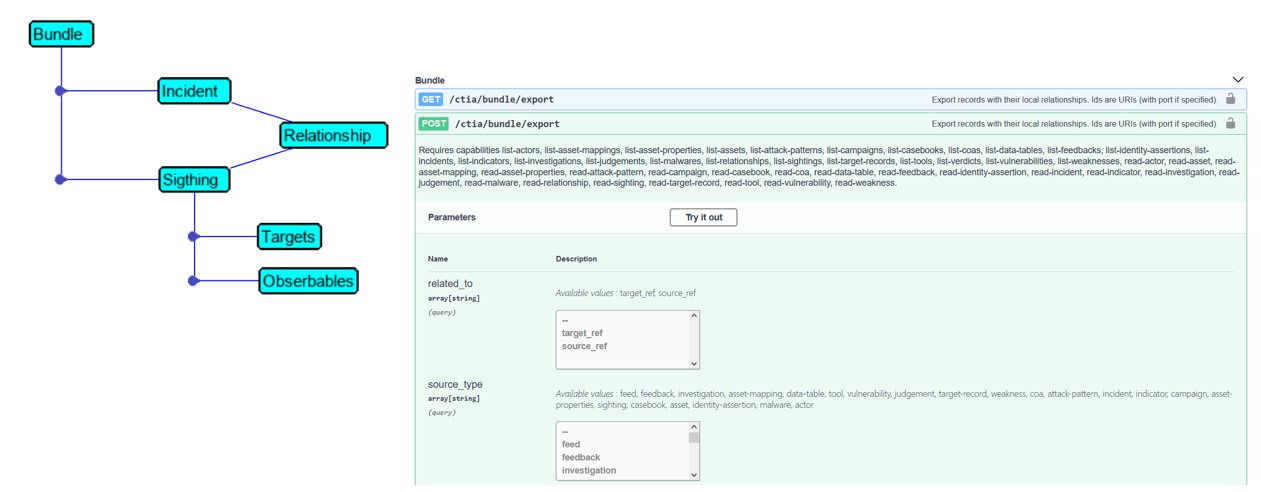 Bundle
Incident
Relationship
Sigthing
Targets
Obserbables
Bundle
GET /ctia/bundle/export Export records with their local relationships. Ids are URIs (with port if specified).
POST /ctia/bundle/export Export records with their local relationships. Ids are URIs (with port if specified).
Requires capabilities list-actors, list-asset-mappings, list-asset-properties, list-assets, list-attack-patterns, list-campaigns, list-casebooks, list-coas, list-data-tables, list-feedbacks, list-identity-assertions, list-
incidents, list-indicators, list-investigations, list-judgements, list-malwares, list-relationships, list-sightings, list-target-records, list-tools, list-verdicts, list-vulnerabilities, list-weaknesses, read-actor, read-asset, read-
asset-mapping, read-asset-properties, read-attack-pattern, read-campaign, read-casebook, read-coa, read-data-table, read-feedback, read-identity-assertion, read-incident, read-indicator, read-investigation, read-
judgement, read-malware, read-relationship, read-sighting, read-target-record, read-tool, read-vulnerability, read-weakness.
Parameters Try it out
Name Description
related_to
array[string]
(query)
Available values : target_ref, source_ref
--
target_ref
source_ref
source_type
array[string]
(query)
Available values : feed, feedback, investigation, asset-mapping, data-table, tool, vulnerability, judgement, target-record, weakness, coa, attack-pattern, incident, indicator, campaign, asset-
properties, sighting, casebook, asset, identity-assertion, malware, actor
--
feed
feedback
investigation